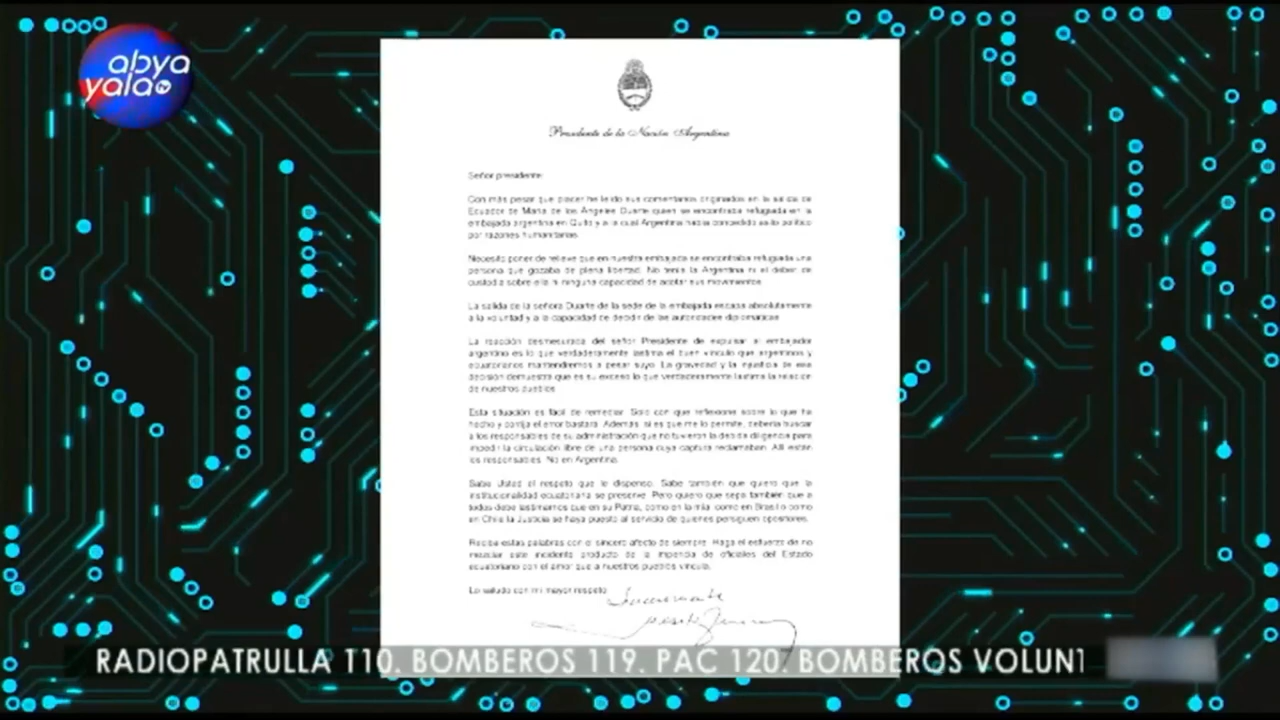 abya
yala tv
Presidente de la Nación Argentina
Señor presidente:
Con más pesar que placer he leído sus comentarios originados en la salida de
Ecuador de María de los Ángeles Duarte quien se encontraba refugiada en la
embajada argentina en Quito y a la cual Argentina había concedido asilo político
por razones humanitarias.
Necesito poner de relieve que en nuestra embajada se encontraba refugiada una
persona que gozaba de plena libertad. No tenía la Argentina ni el deber de
custodia sobre ella ni ninguna capacidad de acotar sus movimientos.
La salida de la señora Duarte de la sede de la embajada escapa absolutamente
a la voluntad y a la capacidad de decidir de las autoridades diplomáticas.
La reacción desmesurada del señor Presidente de expulsar al embajador
argentino es lo que verdaderamente lastima el buen vínculo que argentinos y
ecuatorianos mantendremos a pesar suyo. La gravedad y la injusticia de esa
decisión demuestra que es su exceso lo que verdaderamente lastima la relación
de nuestros pueblos.
Esta situación es fácil de remediar. Solo con que reflexione sobre lo que ha
hecho y corrija el error bastará. Además, si es que me lo permite, debería buscar
a los responsables de su administración que no tuvieron la debida diligencia para
impedir la circulación libre de una persona cuya captura reclamaban. Allí están
los responsables. No en Argentina.
Sabe Usted el respeto que le dispenso. Sabe también que quiero que la
institucionalidad ecuatoriana se preserve. Pero quiero que sepa también que a
todos debe lastimarnos que en su Patria, como en la mía, como en Brasil o como
en Chile la Justicia se haya puesto al servicio de quienes persiguen opositores.
Reciba estas palabras con el sincero afecto de siempre. Haga el esfuerzo de no
mezclar este incidente producto de la impericia de oficiales del Estado
ecuatoriano con el amor que a nuestros pueblos vincula.
Lo saludo con mi mayor respeto
RADIOPATRULLA 110. BOMBEROS 119. PAC 120. BOMBEROS VOLUNT